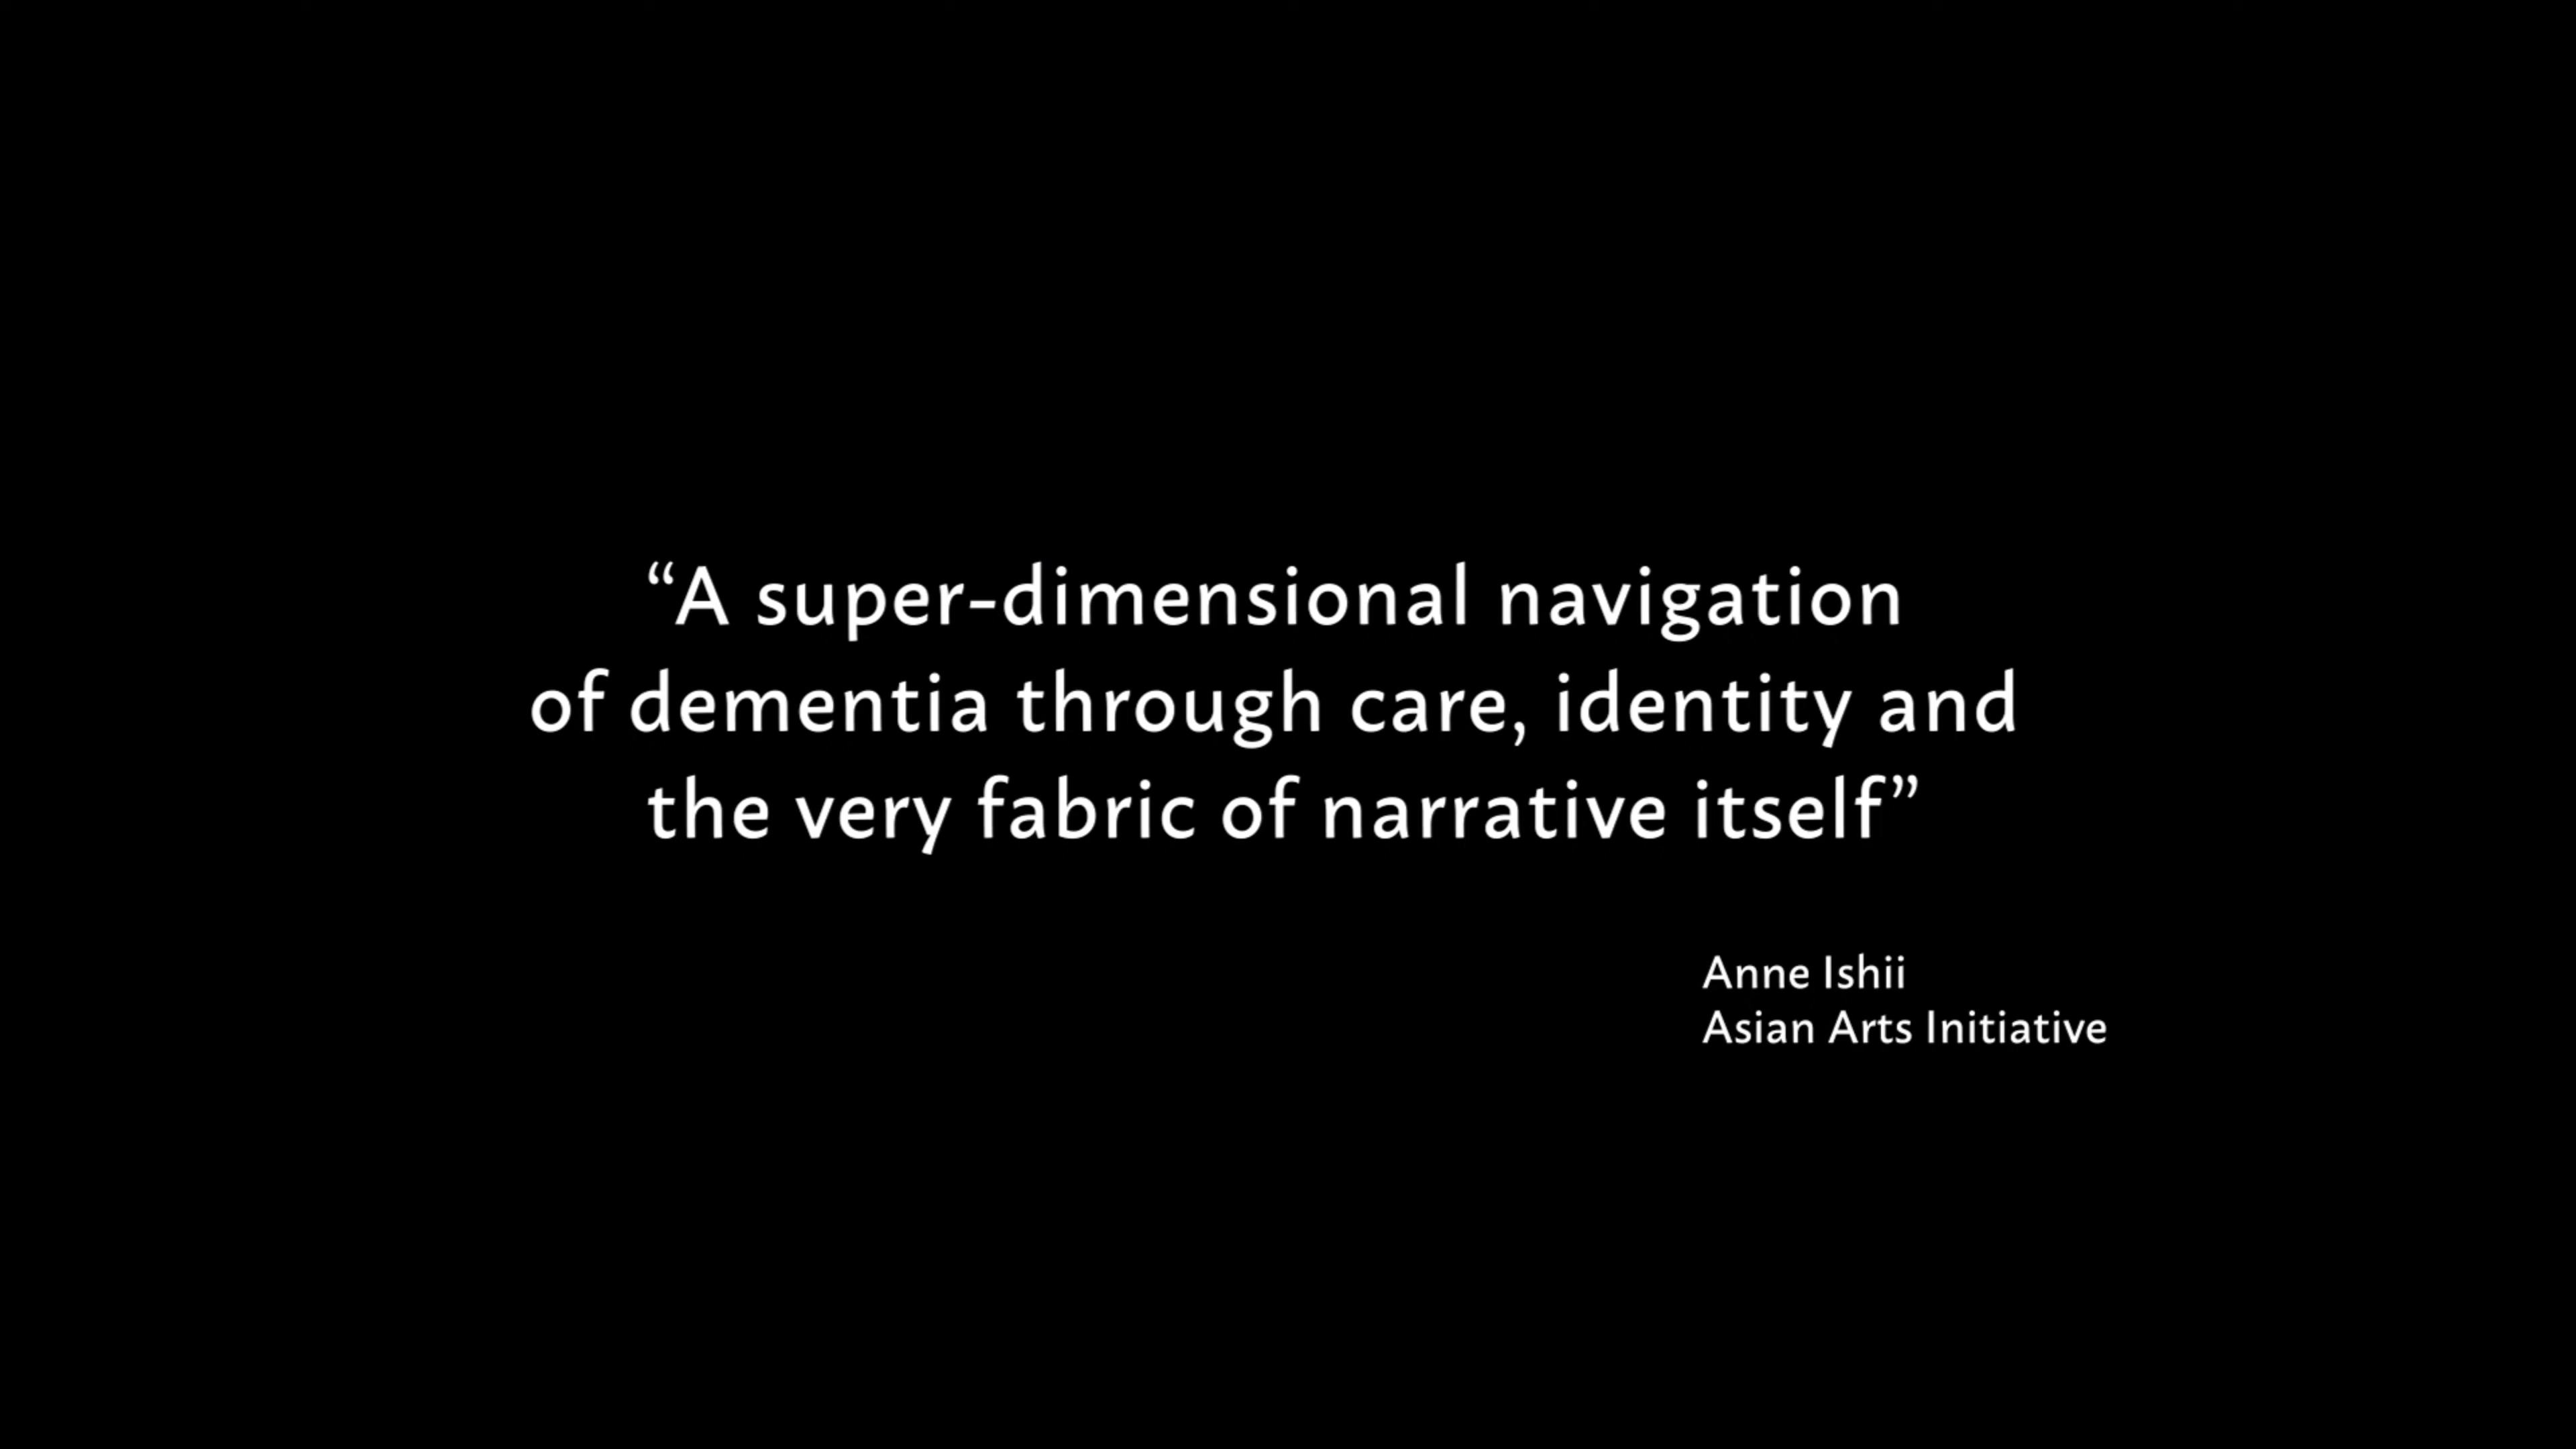 “A super-dimensional navigation
of dementia through care, identity and
the very fabric of narrative itself”
Anne Ishii
Asian Arts Initiative